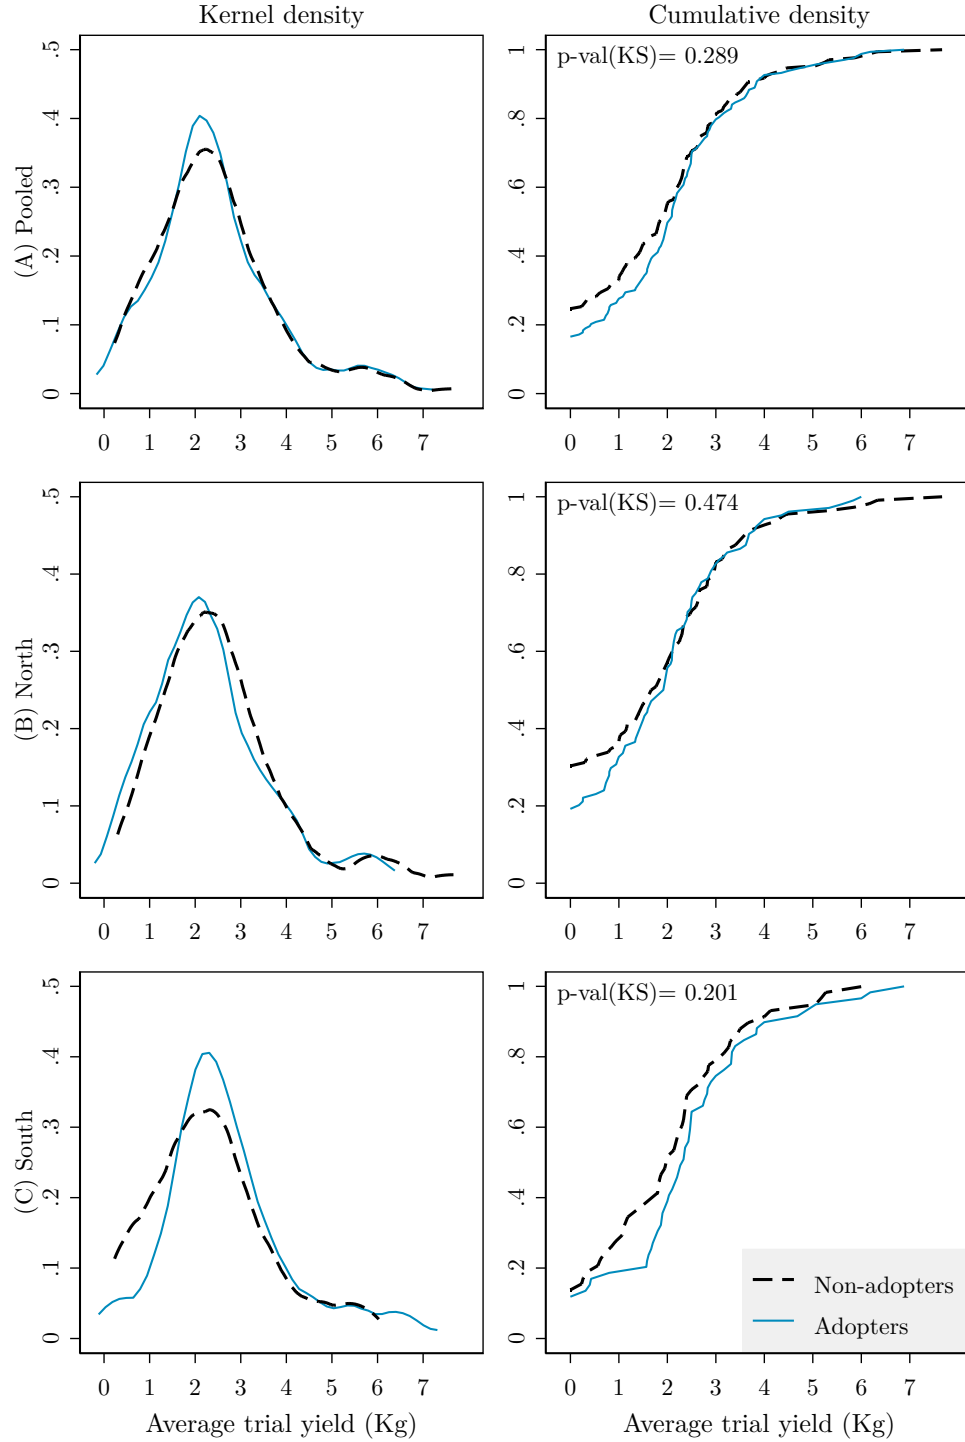 Kernel density
Cumulative density
(A) Pooled
0 .1 .2 .3 .4 .5
0 1 2 3 4 5 6 7
p-val(KS)= 0.289
0 .2 .4 .6 .8 1
0 1 2 3 4 5 6 7
(B) North
0 .1 .2 .3 .4 .5
0 1 2 3 4 5 6 7
p-val(KS)= 0.474
0 .2 .4 .6 .8 1
0 1 2 3 4 5 6 7
(C) South
0 .1 .2 .3 .4 .5
0 1 2 3 4 5 6 7
Average trial yield (Kg)
p-val(KS)= 0.201
0 .2 .4 .6 .8 1
Non-adopters
Adopters
0 1 2 3 4 5 6 7
Average trial yield (Kg)